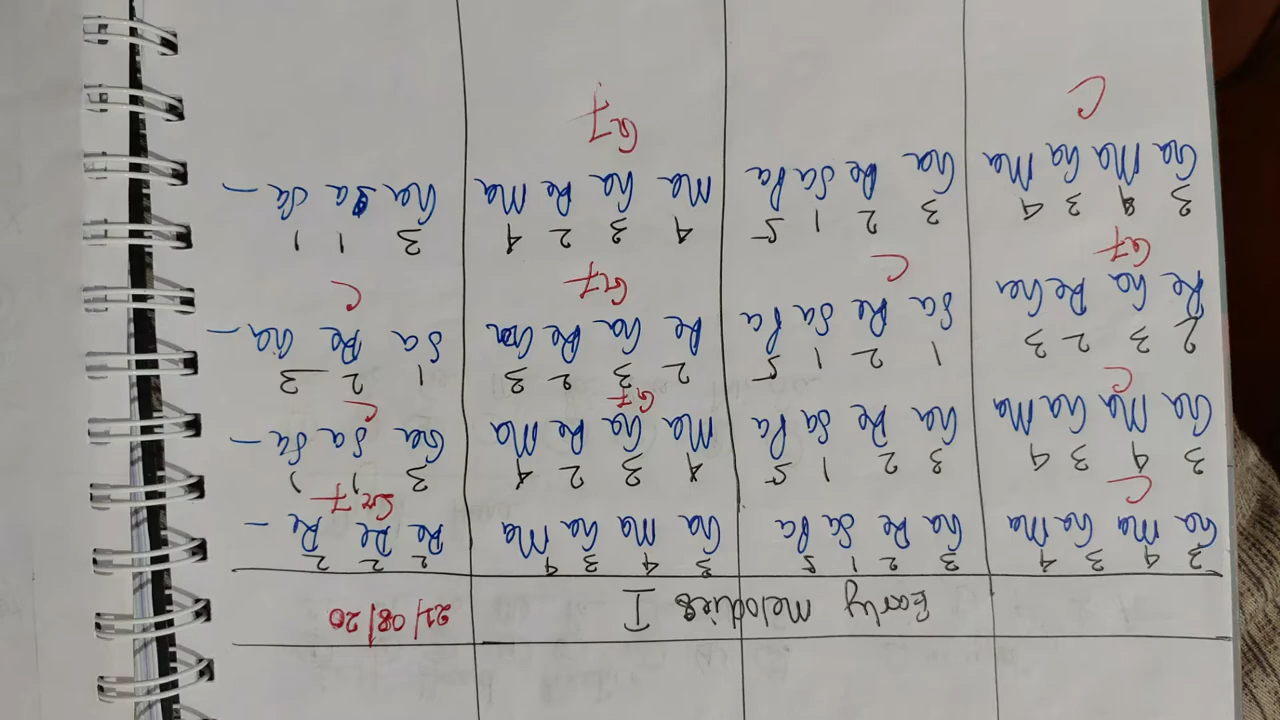 Early Melodies I 21/08/20
3 4 3 4 3 2 1 5 3 4 3 4 2 2 2
Ga Ma Ga Ma Ga Re Sa Pa Ga Ma Ga Ma Re Re Re –
C G7
3 4 3 4 3 2 1 5 4 3 2 4 3 1 1
Ga Ma Ga Ma Ga Re Sa Pa Ma Ga Re Ma Ga Sa Sa –
C G7 C
2 3 2 3 1 2 1 5 2 3 2 3 1 2 3
Re Ga Re Ga Sa Re Sa Pa Re Ga Re Ga Sa Re Ga –
G7 C G7 C
3 4 3 4 3 2 1 5 4 3 2 4 3 1 1
Ga Ma Ga Ma Ga Re Sa Pa Ma Ga Re Ma Ga Sa Sa –
C G7